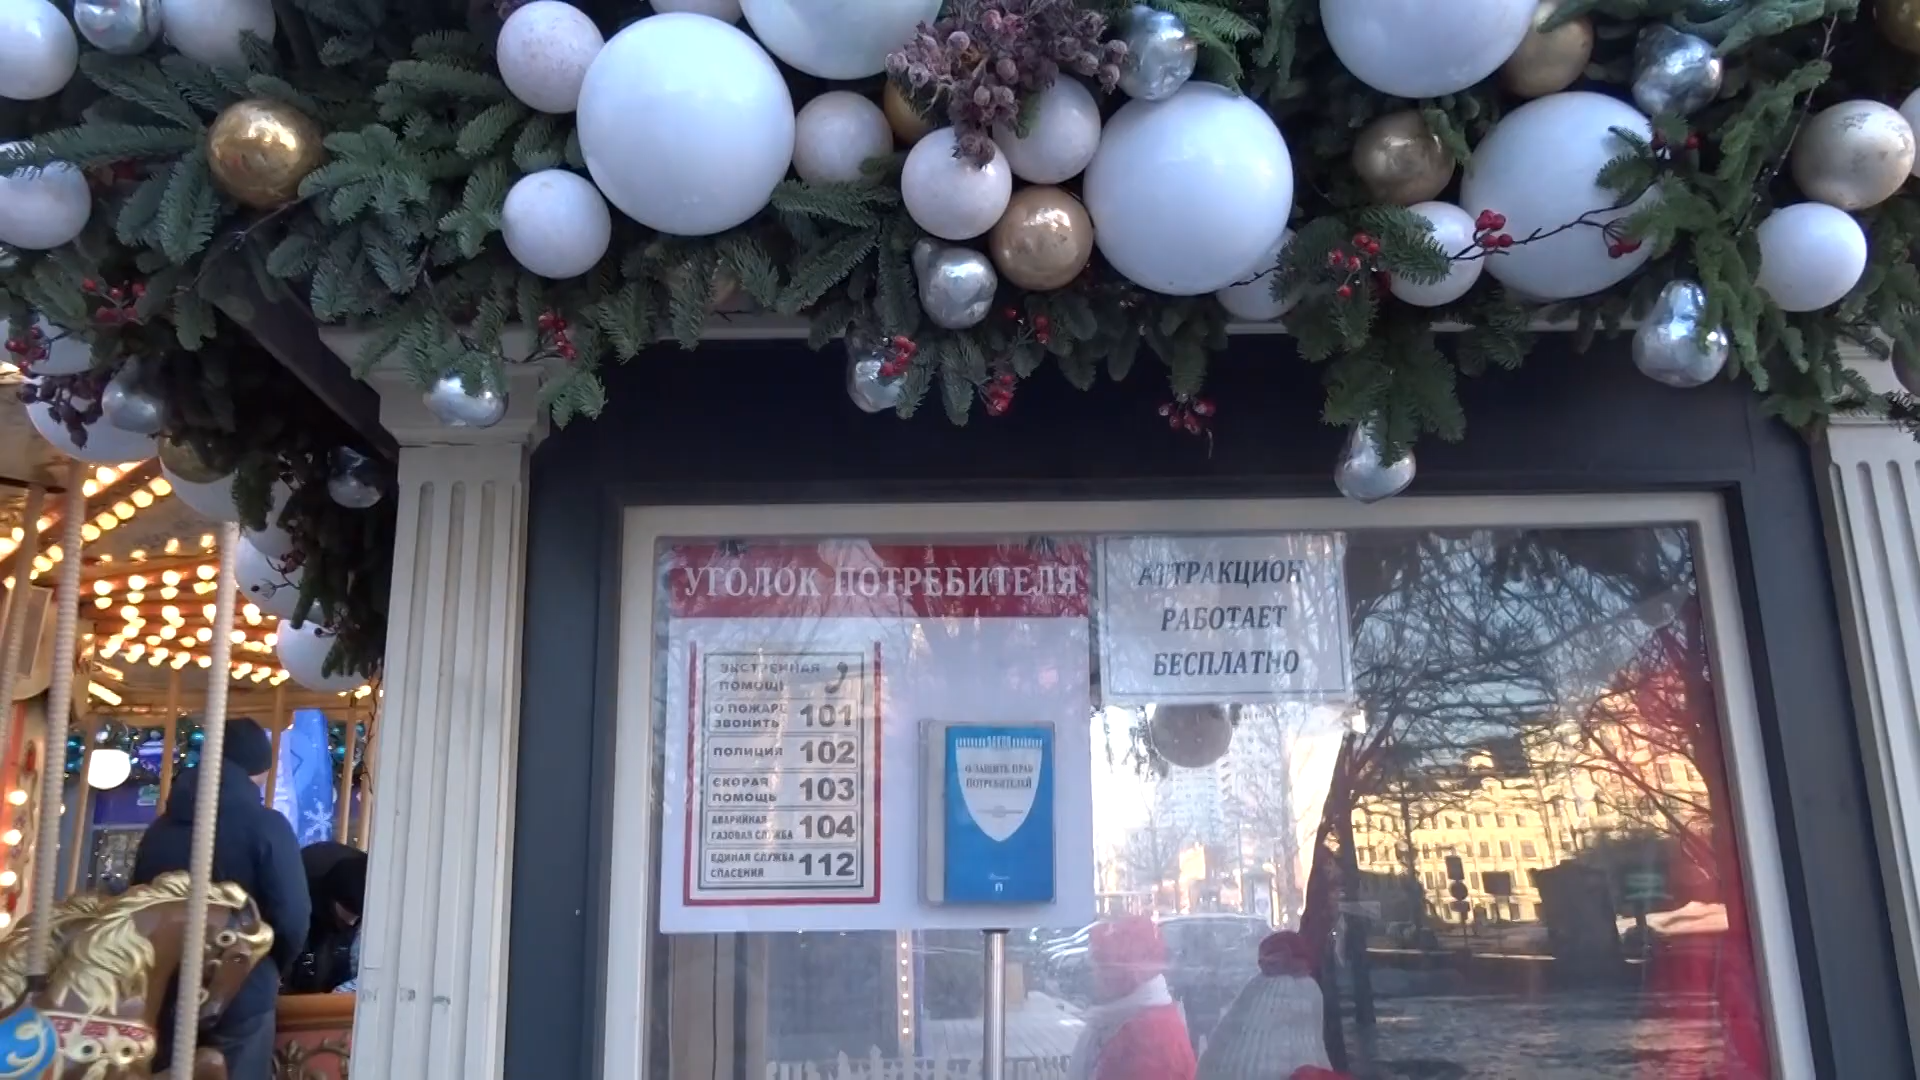 УГОЛОК ПОТРЕБИТЕЛЯ
ЭКСТРЕННАЯ
ПОМОЩЬ
О ПОЖАРЕ
ЗВОНИТЬ 101
ПОЛИЦИЯ 102
СКОРАЯ
ПОМОЩЬ 103
АВАРИЙНАЯ
ГАЗОВАЯ СЛУЖБА 104
ЕДИНАЯ СЛУЖБА
СПАСЕНИЯ 112
О ЗАЩИТЕ ПРАВ
ПОТРЕБИТЕЛЕЙ
АТТРАКЦИОН
РАБОТАЕТ
БЕСПЛАТНО